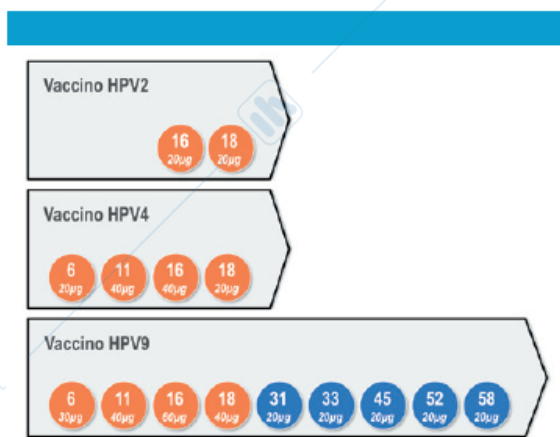 Vaccino HPV2
16 18
20µg 20µg
Vaccino HPV4
6 11 16 18
20µg 40µg 40µg 20µg
Vaccino HPV9
6 11 16 18 31 33 45 52 58
30µg 40µg 60µg 40µg 20µg 20µg 20µg 20µg 20µg